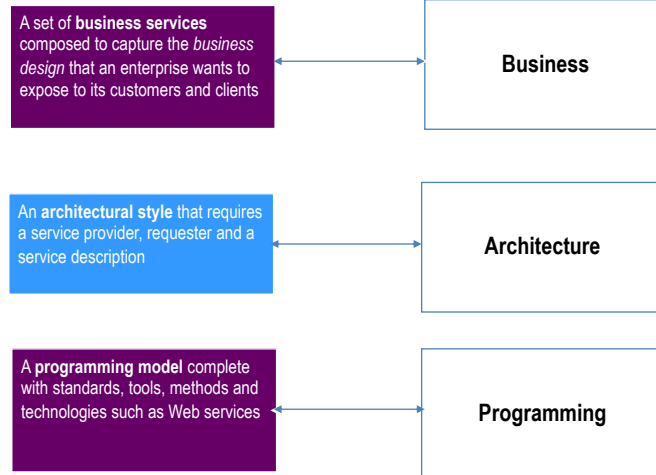 A set of business services
composed to capture the business
design that an enterprise wants to
expose to its customers and clients
Business
An architectural style that requires
a service provider, requester and a
service description
Architecture
A programming model complete
with standards, tools, methods and
technologies such as Web services
Programming